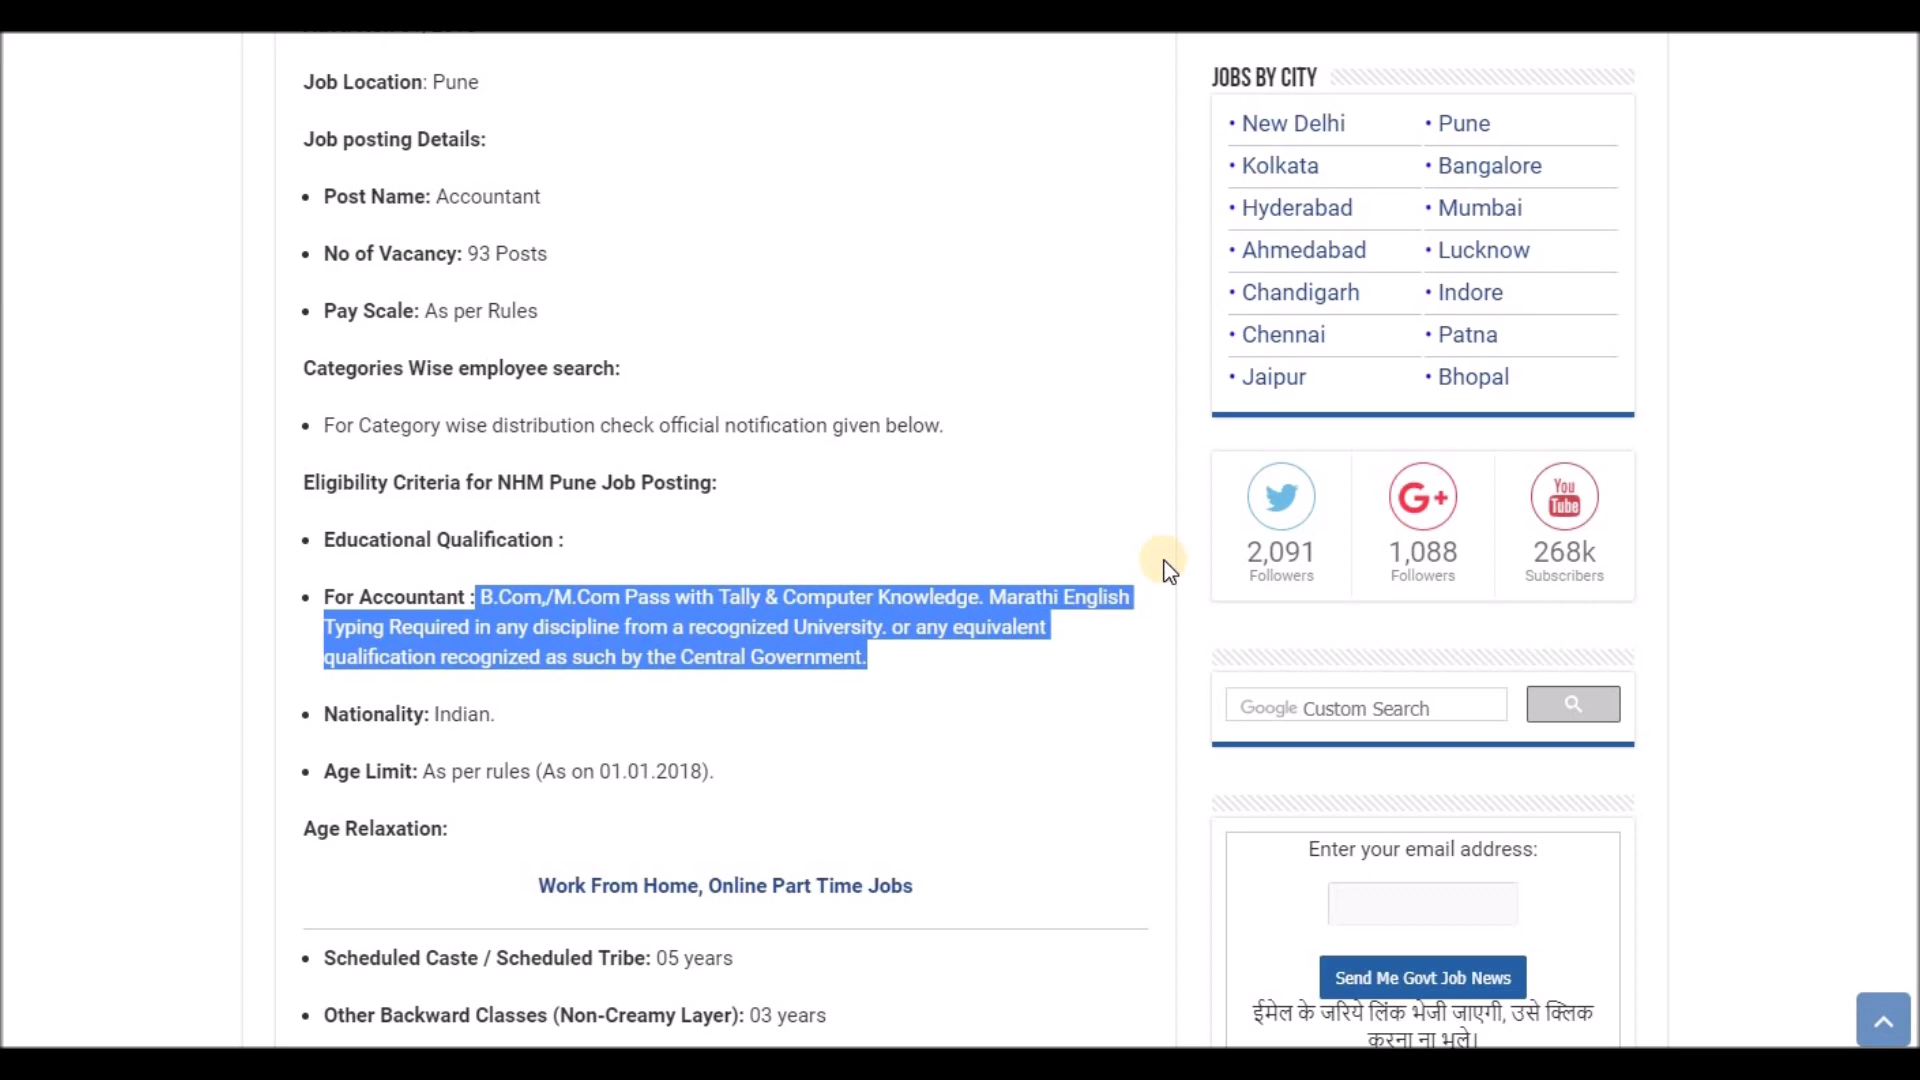 Job Location: Pune
Job posting Details:
• Post Name: Accountant
• No of Vacancy: 93 Posts
• Pay Scale: As per Rules
Categories Wise employee search:
• For Category wise distribution check official notification given below.
Eligibility Criteria for NHM Pune Job Posting:
• Educational Qualification :
• For Accountant : B.Com,/M.Com Pass with Tally & Computer Knowledge. Marathi English
Typing Required in any discipline from a recognized University. or any equivalent
qualification recognized as such by the Central Government.
• Nationality: Indian.
• Age Limit: As per rules (As on 01.01.2018).
Age Relaxation:
Work From Home, Online Part Time Jobs
• Scheduled Caste / Scheduled Tribe: 05 years
• Other Backward Classes (Non-Creamy Layer): 03 years
JOBS BY CITY
• New Delhi • Pune
• Kolkata • Bangalore
• Hyderabad • Mumbai
• Ahmedabad • Lucknow
• Chandigarh • Indore
• Chennai • Patna
• Jaipur • Bhopal
G+ You
Tube
2,091 1,088 268k
Followers Followers Subscribers
Google Custom Search
Enter your email address:
Send Me Govt Job News
ईमेल के जरिये लिंक भेजी जाएगी, उसे क्लिक
करना ना भूले।